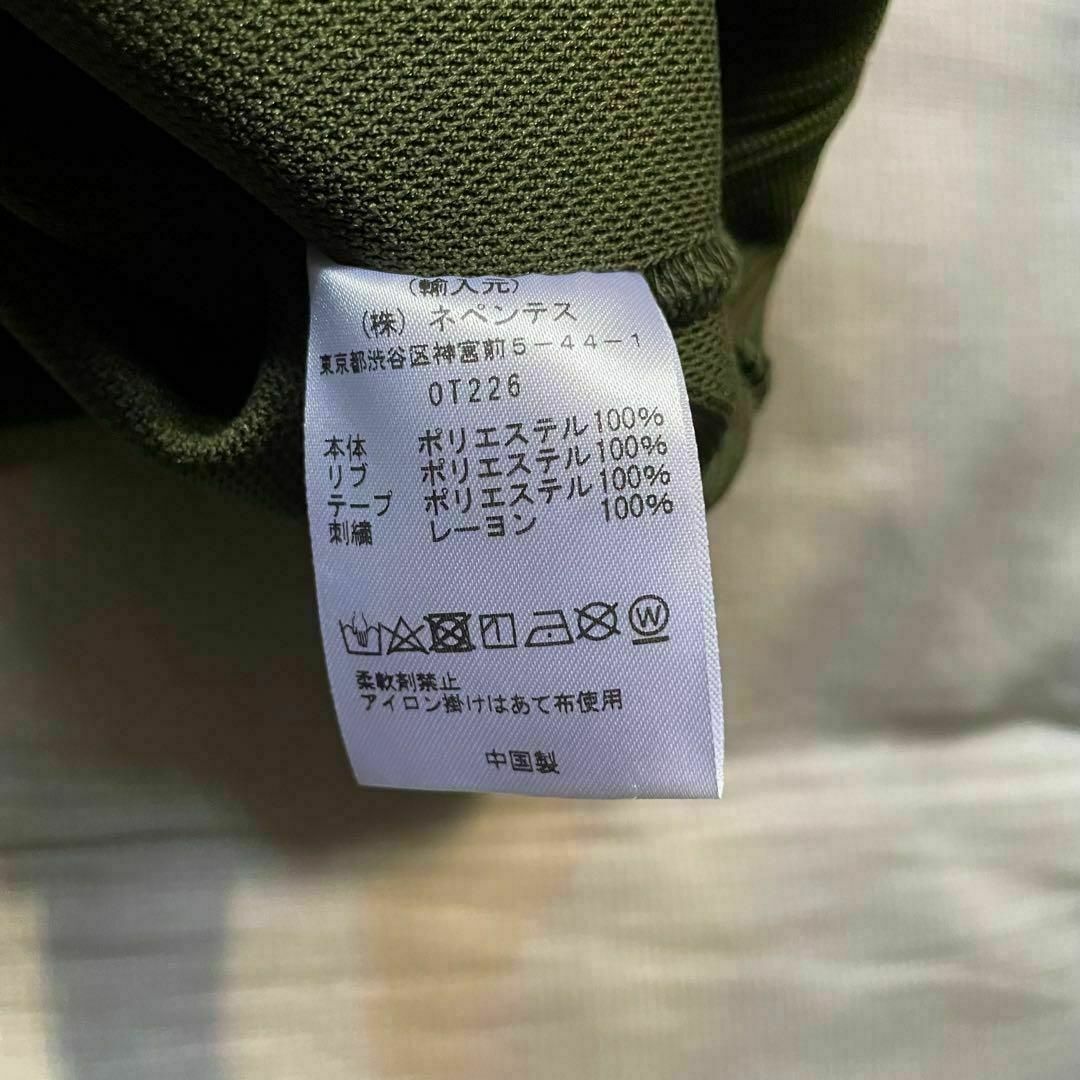 (輸入元)
(株) ネペンテス
東京都渋谷区神宮前5-44-1
OT226
本体 ポリエステル100%
リブ ポリエステル100%
テープ ポリエステル100%
刺繍 レーヨン 100%
W
柔軟剤禁止
アイロン掛けはあて布使用
中国製